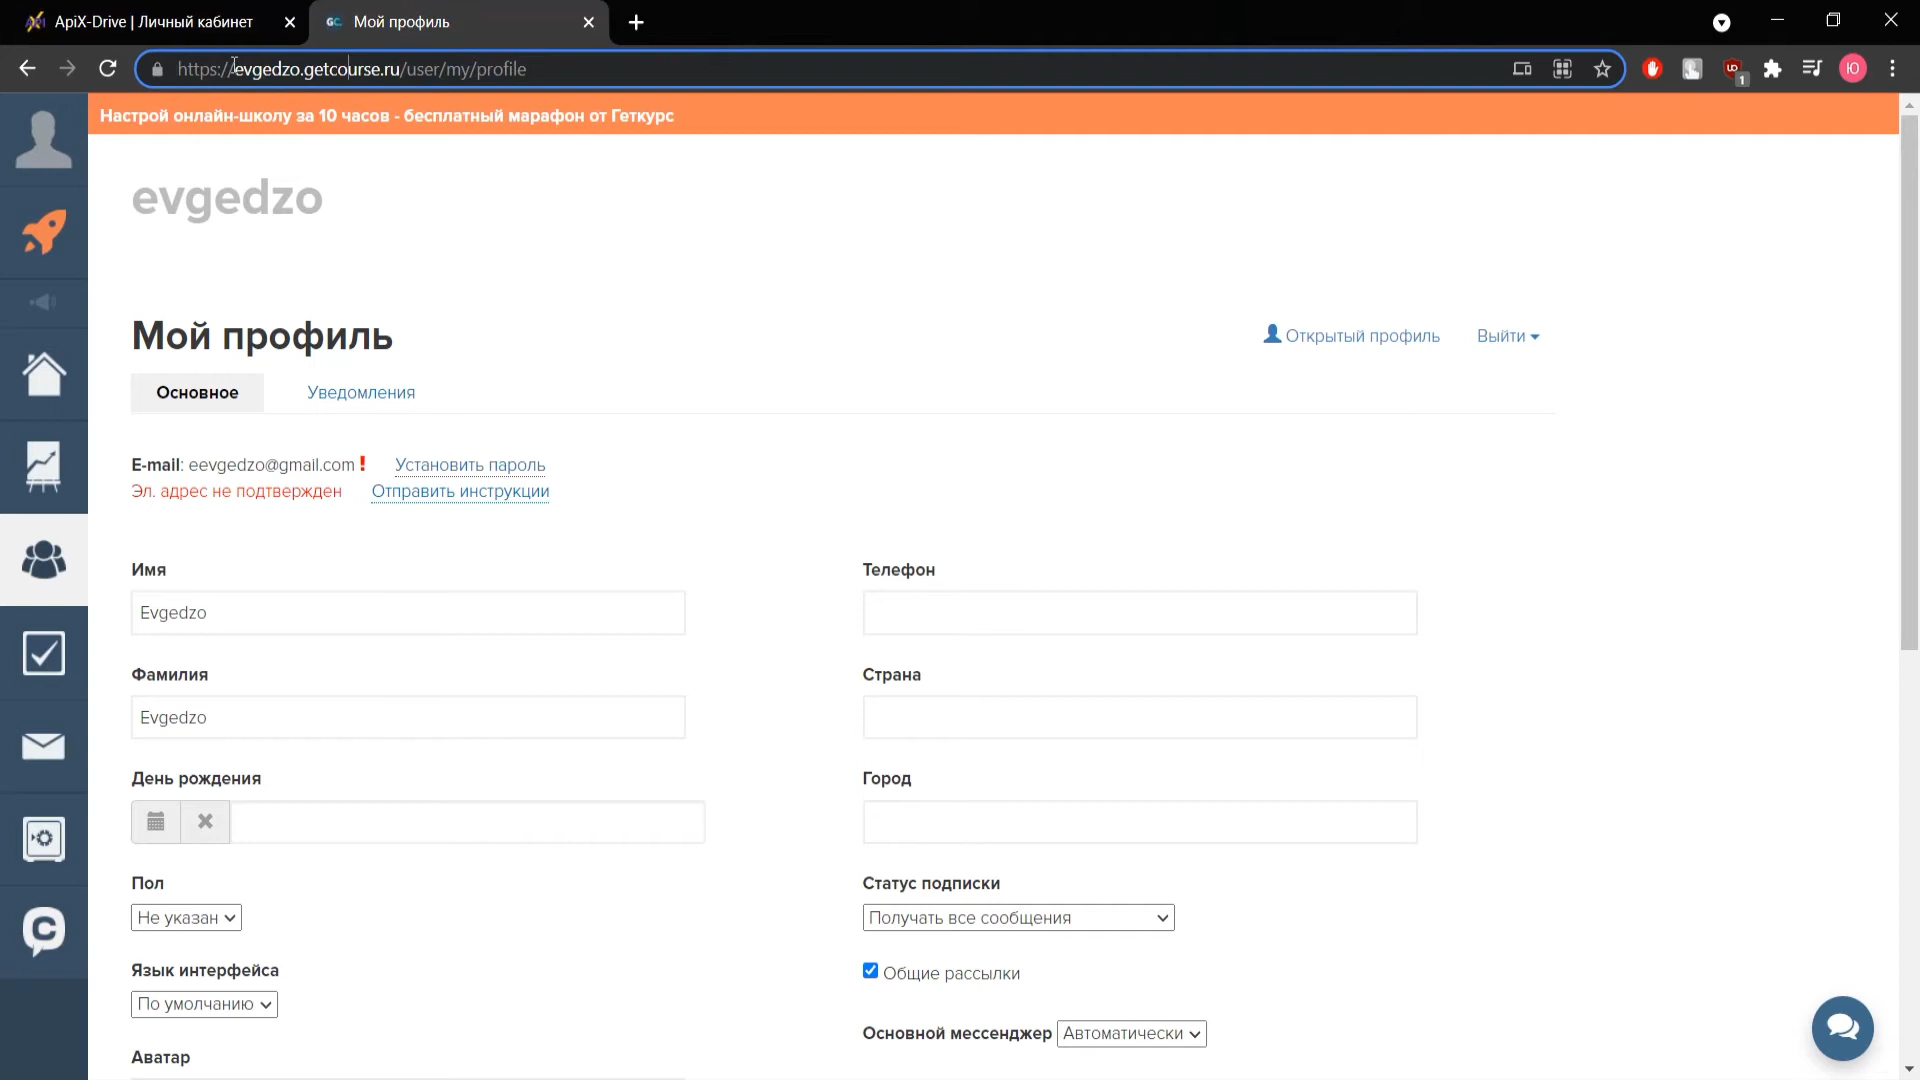 ApiX-Drive | Личный кабинет
GC Мой профиль
https://evgedzo.getcourse.ru/user/my/profile
1
Ю
Настрой онлайн-школу за 10 часов - бесплатный марафон от Геткурс
evgedzo
Мой профиль
Открытый профиль
Выйти
Основное
Уведомления
E-mail: eevgedzo@gmail.com !
Установить пароль
Эл. адрес не подтвержден
Отправить инструкции
Имя
Evgedzo
Телефон
Фамилия
Evgedzo
Страна
День рождения
Город
Пол
Не указан
Статус подписки
Получать все сообщения
Язык интерфейса
По умолчанию
Общие рассылки
Основной мессенджер Автоматически
Аватар